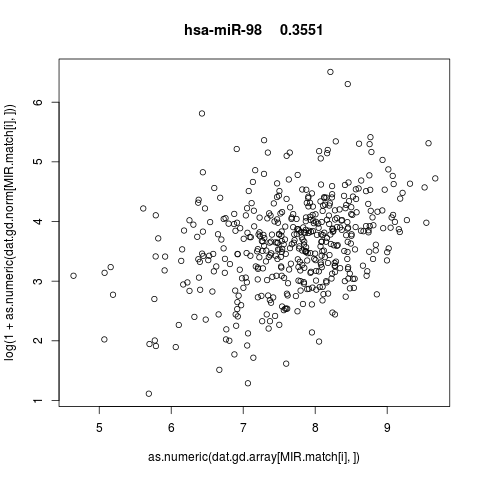 hsa-miR-98 0.3551
log(1 + as.numeric(dat.gd.norm[MIR.match[i], ]))
6
5
4
3
2
1
5 6 7 8 9
as.numeric(dat.gd.array[MIR.match[i], ])